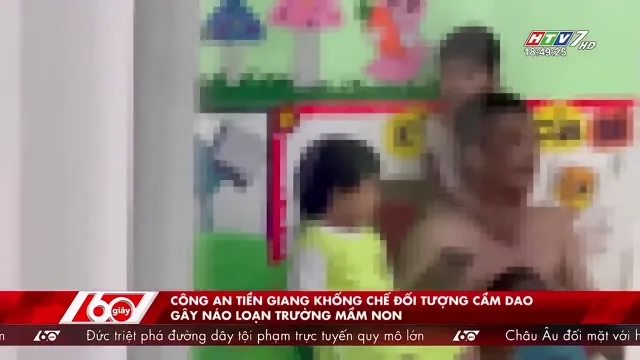 HTV7 HD
18:49:25
60 giây
CÔNG AN TIỀN GIANG KHỐNG CHẾ ĐỐI TƯỢNG CẦM DAO
GÂY NÁO LOẠN TRƯỜNG MẦM NON
60 Đức triệt phá đường dây tội phạm trực tuyến quy mô lớn 60 Châu Âu đối mặt với